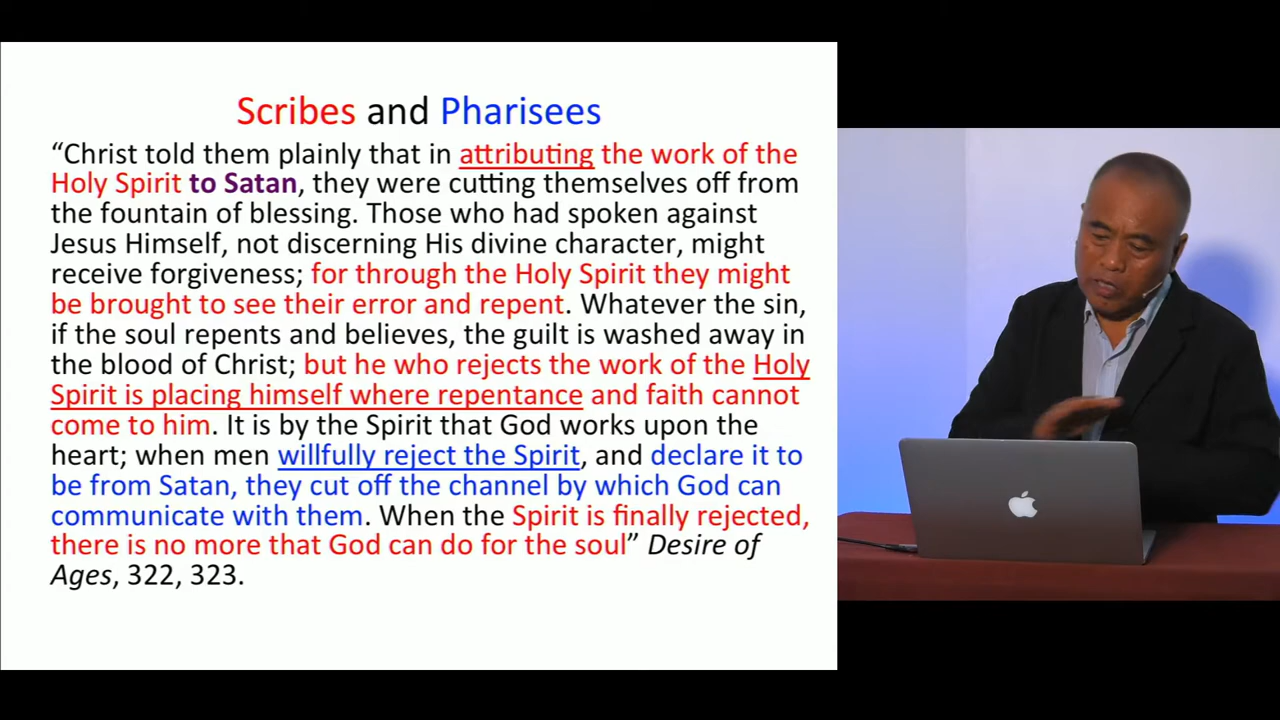 Scribes and Pharisees
“Christ told them plainly that in attributing the work of the
Holy Spirit to Satan, they were cutting themselves off from
the fountain of blessing. Those who had spoken against
Jesus Himself, not discerning His divine character, might
receive forgiveness; for through the Holy Spirit they might
be brought to see their error and repent. Whatever the sin,
if the soul repents and believes, the guilt is washed away in
the blood of Christ; but he who rejects the work of the Holy
Spirit is placing himself where repentance and faith cannot
come to him. It is by the Spirit that God works upon the
heart; when men willfully reject the Spirit, and declare it to
be from Satan, they cut off the channel by which God can
communicate with them. When the Spirit is finally rejected,
there is no more that God can do for the soul” Desire of
Ages, 322, 323.